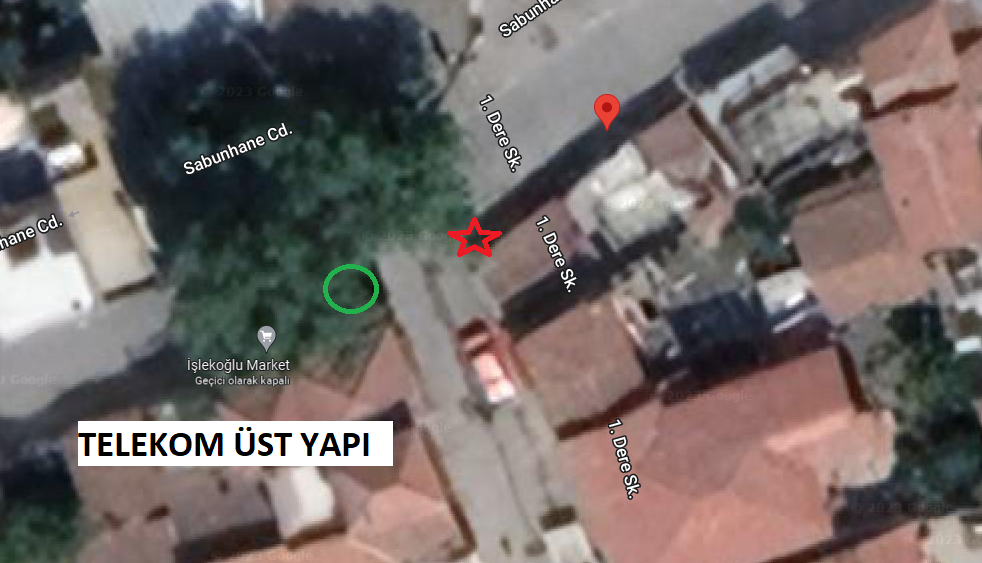 Sabunhane
1. Dere Sk.
Sabunhane Cd.
hane Cd.
1. Dere Sk.
İşlekoğlu Market
Geçici olarak kapalı
TELEKOM ÜST YAPI
1. Dere Sk.